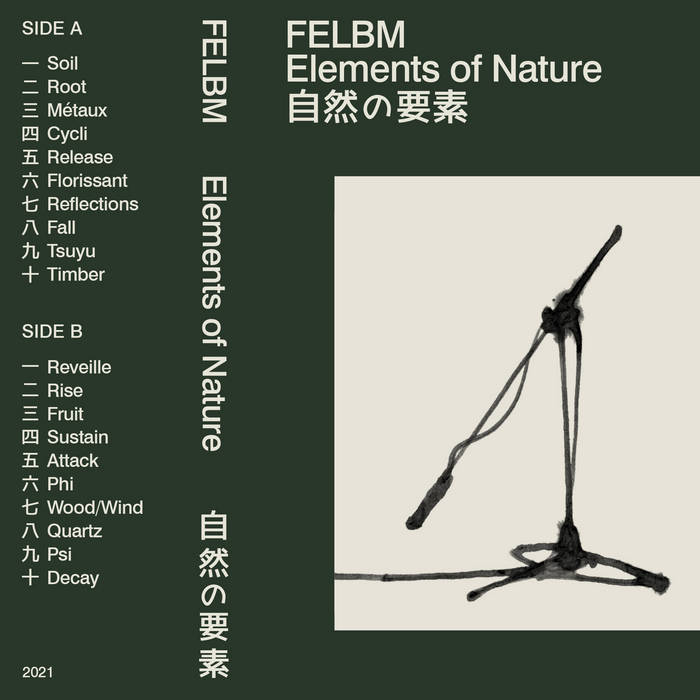 SIDE A
一 Soil
二 Root
三 Métaux
四 Cycli
五 Release
六 Florissant
七 Reflections
八 Fall
九 Tsuyu
十 Timber
SIDE B
一 Reveille
二 Rise
三 Fruit
四 Sustain
五 Attack
六 Phi
七 Wood/Wind
八 Quartz
九 Psi
十 Decay
2021
FELBM Elements of Nature 自然の要素
FELBM
Elements of Nature
自然の要素